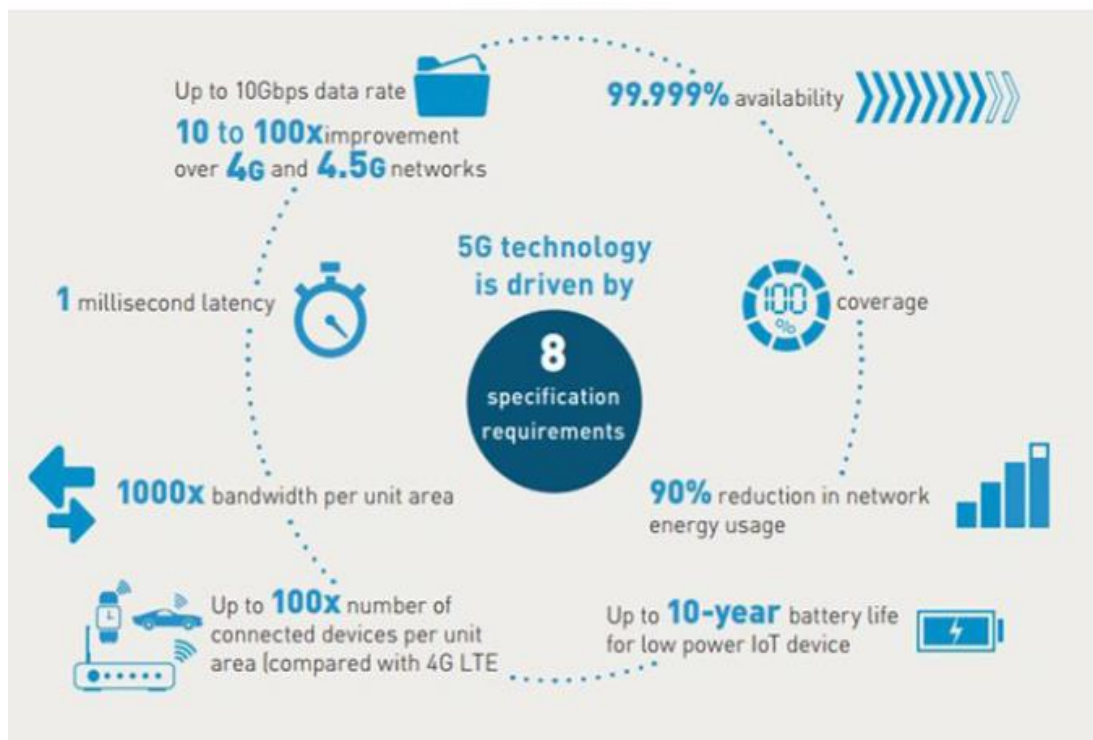 Up to 10Gbps data rate
10 to 100x improvement
over 4G and 4.5G networks
99.999% availability
5G technology
is driven by
8
specification
requirements
1 millisecond latency
100
%
coverage
1000x bandwidth per unit area
90% reduction in network
energy usage
Up to 100x number of
connected devices per unit
area (compared with 4G LTE
Up to 10-year battery life
for low power IoT device